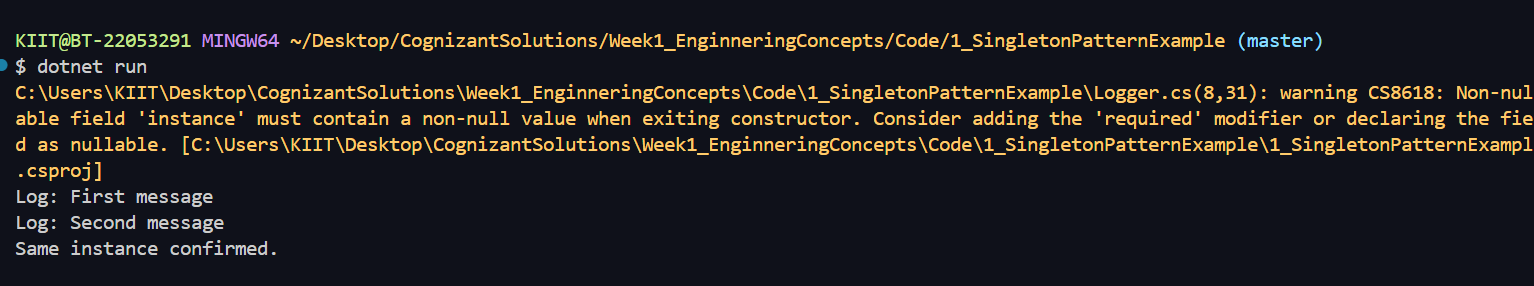 KIIT@BT-22053291 MINGW64 ~/Desktop/CognizantSolutions/Week1_EnginneringConcepts/Code/1_SingletonPatternExample (master)
$ dotnet run
C:\Users\KIIT\Desktop\CognizantSolutions\Week1_EnginneringConcepts\Code\1_SingletonPatternExample\Logger.cs(8,31): warning CS8618: Non-nul
able field 'instance' must contain a non-null value when exiting constructor. Consider adding the 'required' modifier or declaring the fie
d as nullable. [C:\Users\KIIT\Desktop\CognizantSolutions\Week1_EnginneringConcepts\Code\1_SingletonPatternExample\1_SingletonPatternExampl
.csproj]
Log: First message
Log: Second message
Same instance confirmed.